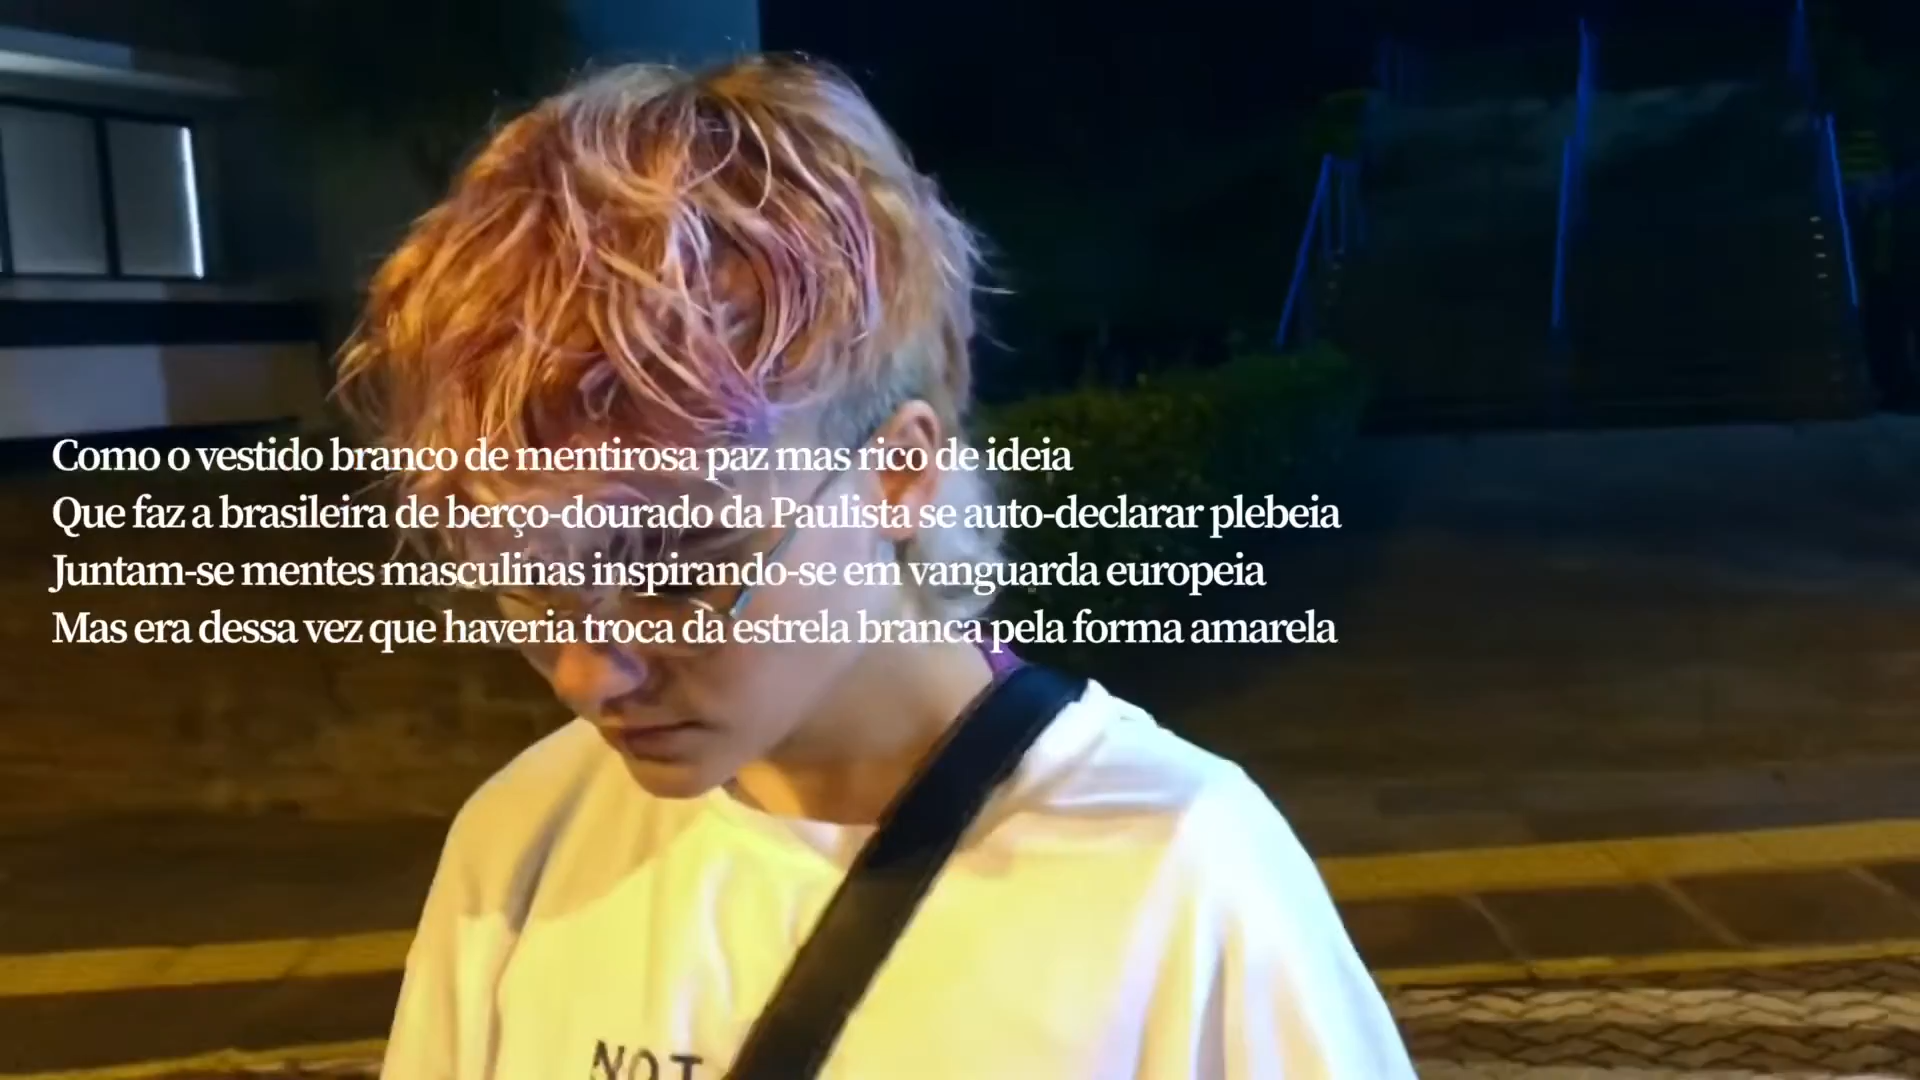 Como o vestido branco de mentirosa paz mas rico de ideia
Que faz a brasileira de berço-dourado da Paulista se auto-declarar plebeia
Juntam-se mentes masculinas inspirando-se em vanguarda europeia
Mas era dessa vez que haveria troca da estrela branca pela forma amarela
NOT